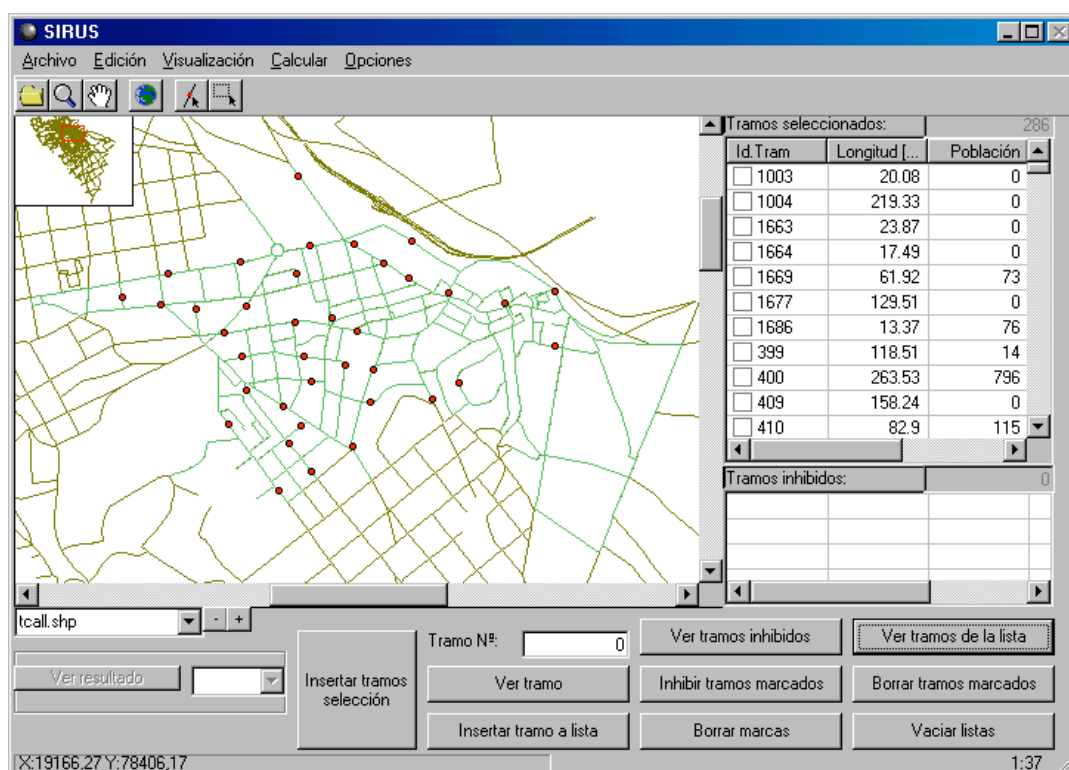 SIRUS
Archivo Edición Visualización Calcular Opciones
Tramos seleccionados: 286
Id.Tram Longitud [... Población
1003 20.08 0
1004 219.33 0
1663 23.87 0
1664 17.49 0
1669 61.92 73
1677 129.51 0
1686 13.37 76
399 118.51 14
400 263.53 796
409 158.24 0
410 82.9 115
Tramos inhibidos: 0
tcall.shp - +
Ver resultado
Insertar tramos
selección
Tramo Nº: 0
Ver tramo
Insertar tramo a lista
Ver tramos inhibidos
Inhibir tramos marcados
Borrar marcas
Ver tramos de la lista
Borrar tramos marcados
Vaciar listas
X:19166,27 Y:78406,17 1:37